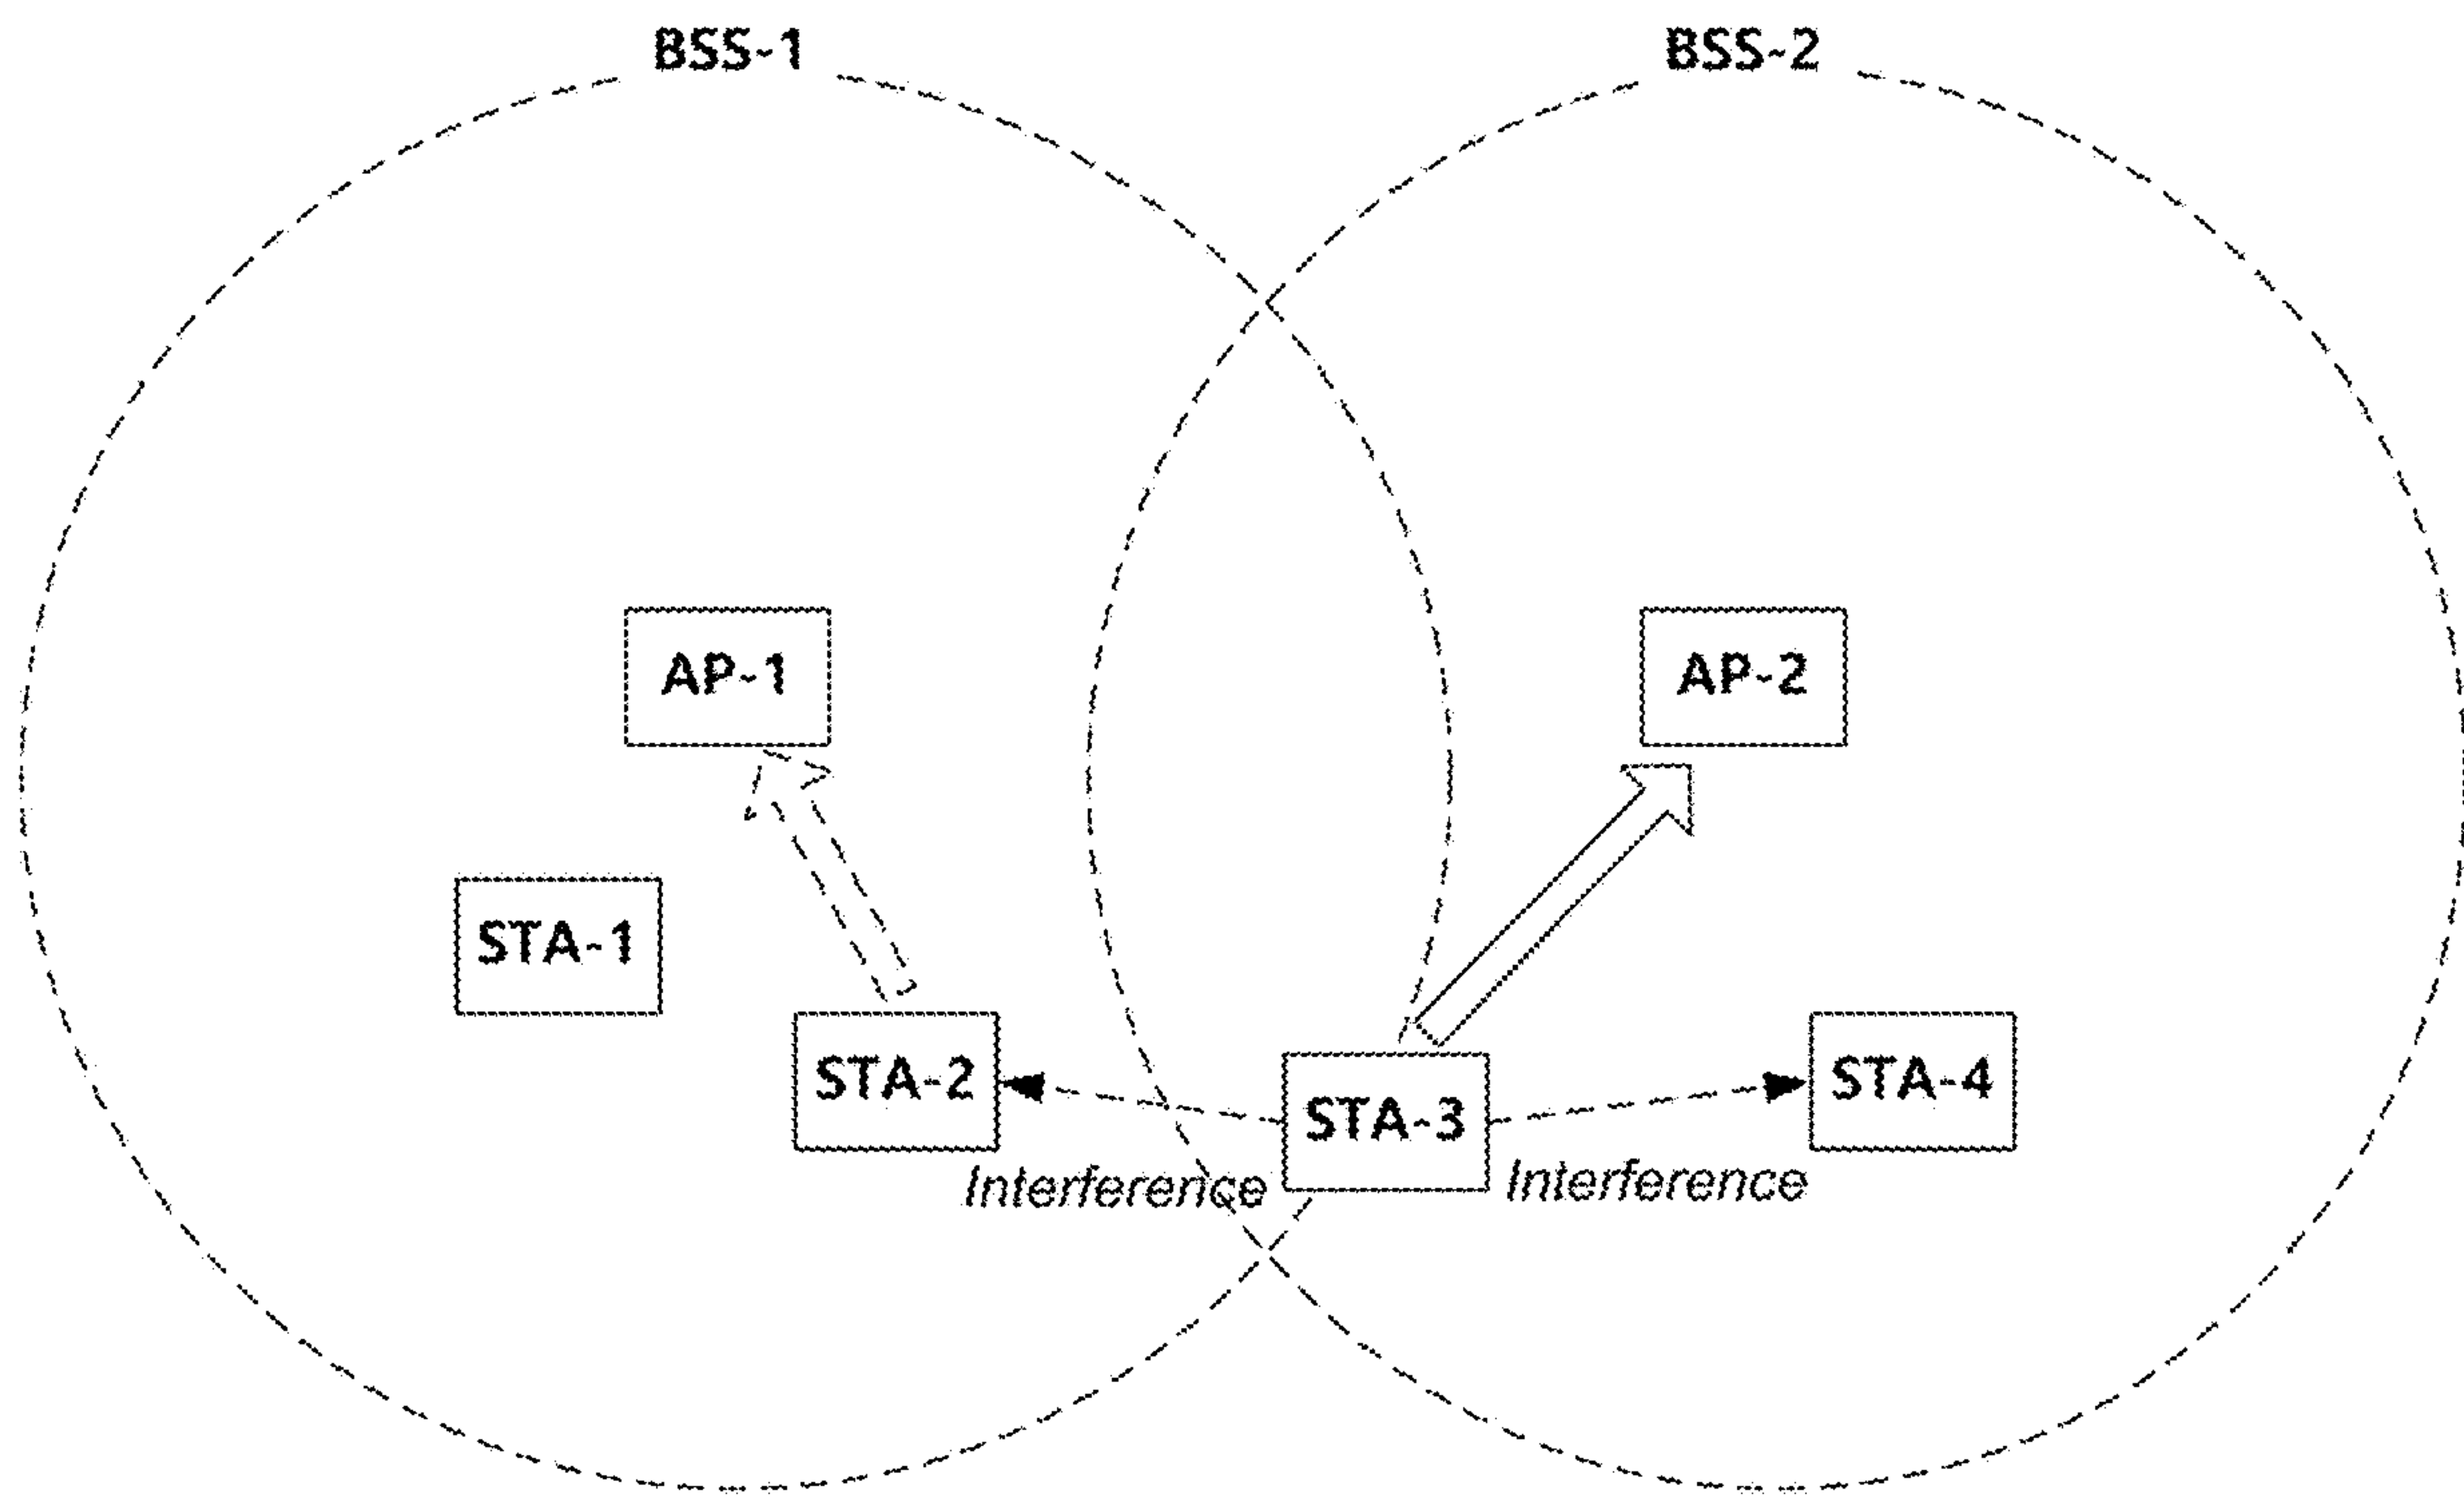 BSS-1
BSS-2
AP-1
AP-2
STA-1
STA-2
STA-3
STA-4
Interference
Interference